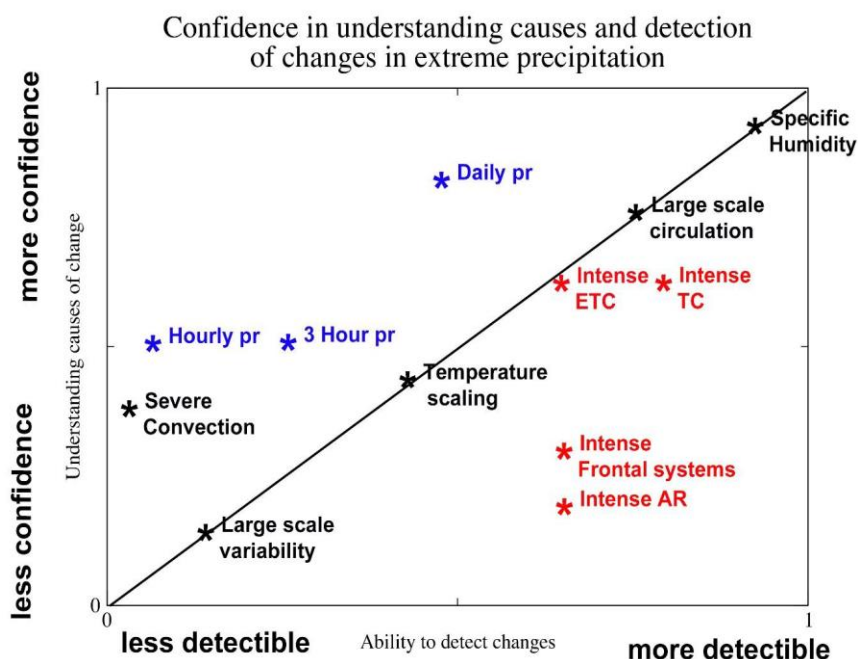 Confidence in understanding causes and detection
of changes in extreme precipitation
more confidence
less confidence
Understanding causes of change
1
0
* Specific
Humidity
* Daily pr
* Large scale
circulation
* Intense
ETC
* Intense
TC
* Hourly pr
* 3 Hour pr
* Temperature
scaling
* Severe
Convection
* Intense
Frontal systems
* Intense AR
* Large scale
variability
0
1
less detectible
Ability to detect changes
more detectible